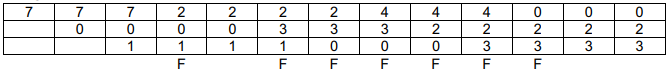 7 7 7 2 2 2 2 4 4 4 0 0 0
0 0 0 0 3 3 3 2 2 2 2 2
1 1 1 1 0 0 0 3 3 3 3
F F F F F F F